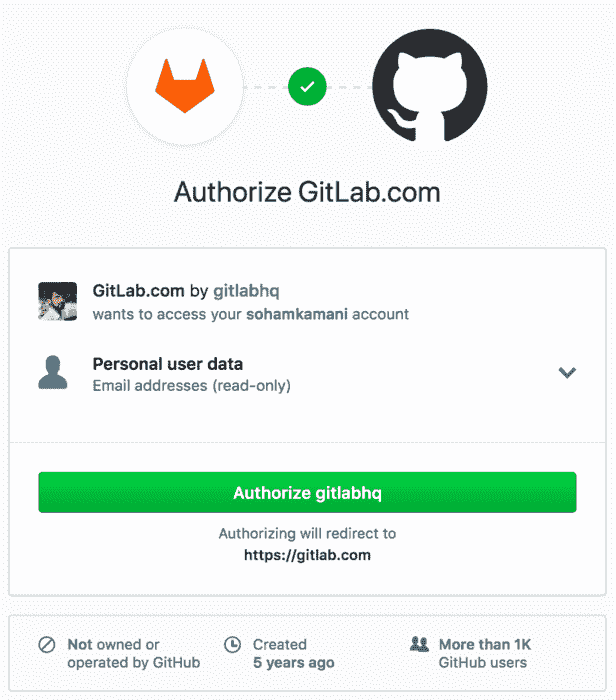 Authorize GitLab.com
GitLab.com by gitlabhq
wants to access your sohamkamani account
Personal user data
Email addresses (read-only)
Authorize gitlabhq
Authorizing will redirect to
https://gitlab.com
Not owned or
operated by GitHub
Created
5 years ago
More than 1K
GitHub users